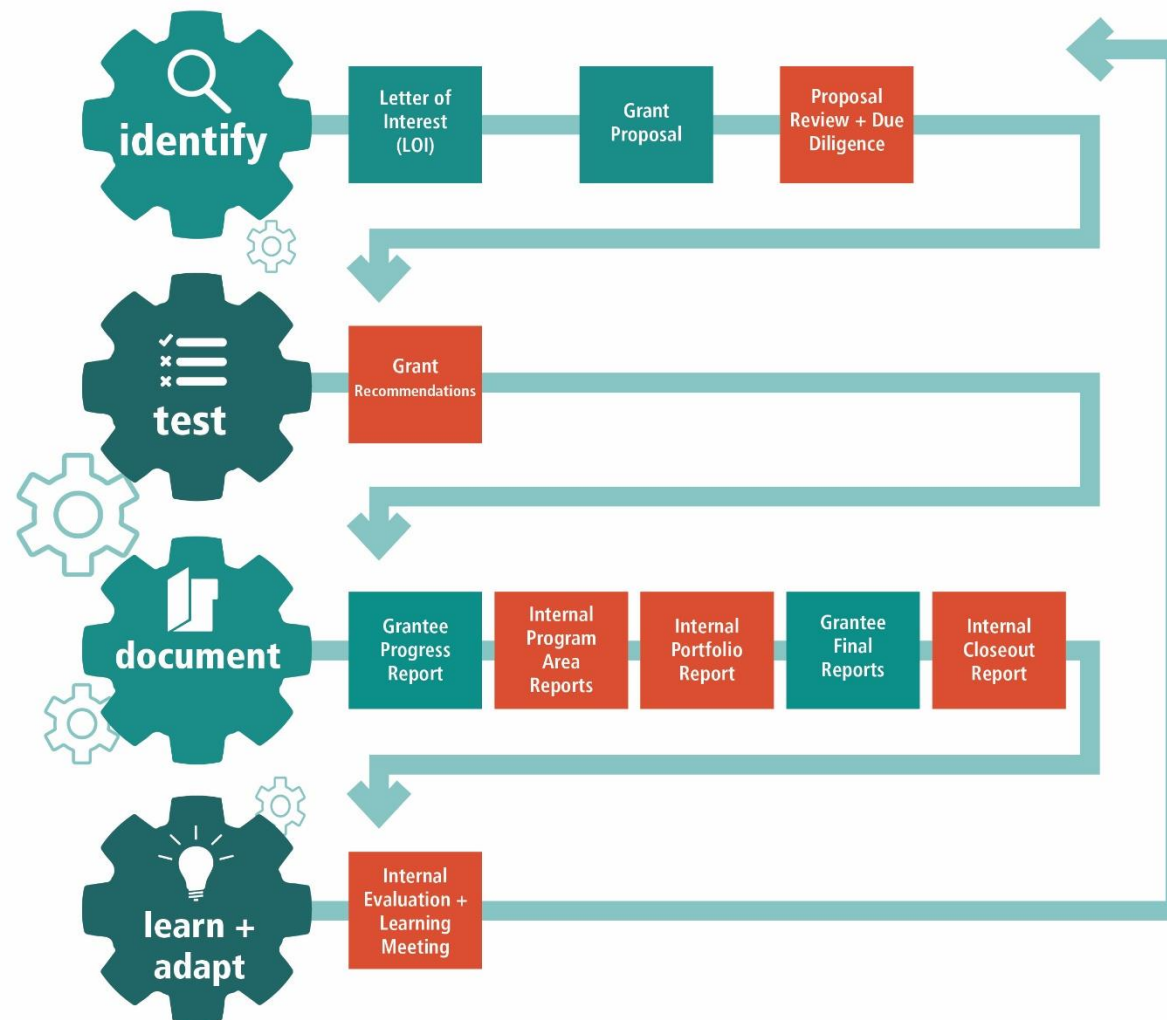 identify
Letter of
Interest
(LOI)
Grant
Proposal
Proposal
Review + Due
Diligence
test
Grant
Recommendations
document
Grantee
Progress
Report
Internal
Program
Area
Reports
Internal
Portfolio
Report
Grantee
Final
Reports
Internal
Closeout
Report
learn +
adapt
Internal
Evaluation +
Learning
Meeting